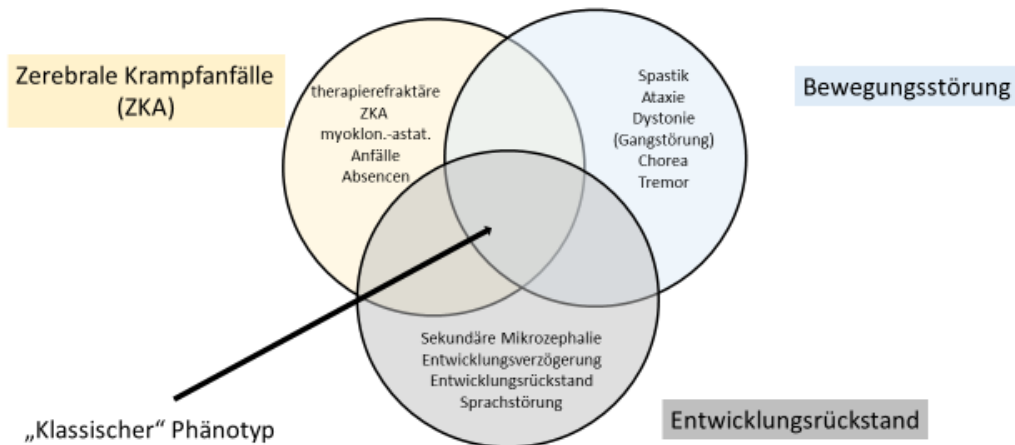 Zerebrale Krampfanfälle
(ZKA)
therapierefraktäre
ZKA
myoklon.-astat.
Anfälle
Absencen
Spastik
Ataxie
Dystonie
(Gangstörung)
Chorea
Tremor
Bewegungsstörung
Sekundäre Mikrozephalie
Entwicklungsverzögerung
Entwicklungsrückstand
Sprachstörung
„Klassischer“ Phänotyp
Entwicklungsrückstand